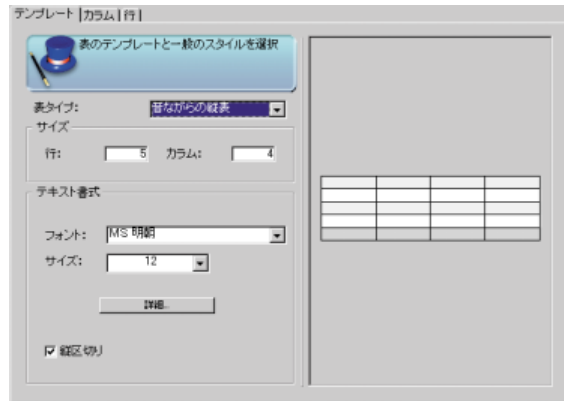 テンプレート カラム 行
表のテンプレートと一般のスタイルを選択
表タイプ: 昔ながらの縦表
サイズ
行: 5 カラム: 4
テキスト書式
フォント: MS 明朝
サイズ: 12
詳細...
縦区切り